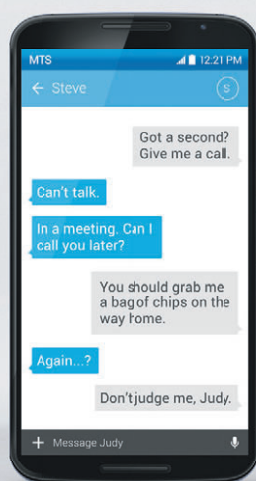 MTS 12:21 PM
← Steve S
Got a second?
Give me a call.
Can't talk.
In a meeting. Can I
call you later?
You should grab me
a bag of chips on the
way home.
Again...?
Don't judge me, Judy.
+ Message Judy